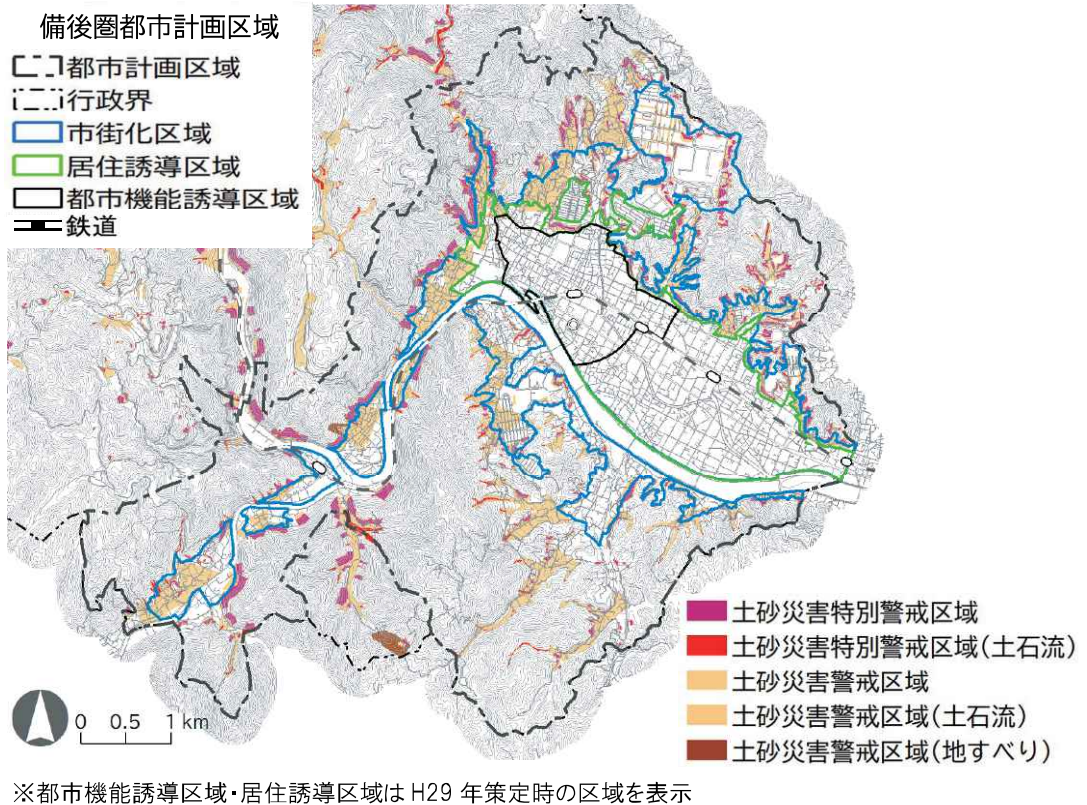 備後圏都市計画区域
都市計画区域
行政界
市街化区域
居住誘導区域
都市機能誘導区域
鉄道
土砂災害特別警戒区域
土砂災害特別警戒区域(土石流)
土砂災害警戒区域
土砂災害警戒区域(土石流)
土砂災害警戒区域(地すべり)
0 0.5 1 km
※都市機能誘導区域・居住誘導区域は H29 年策定時の区域を表示